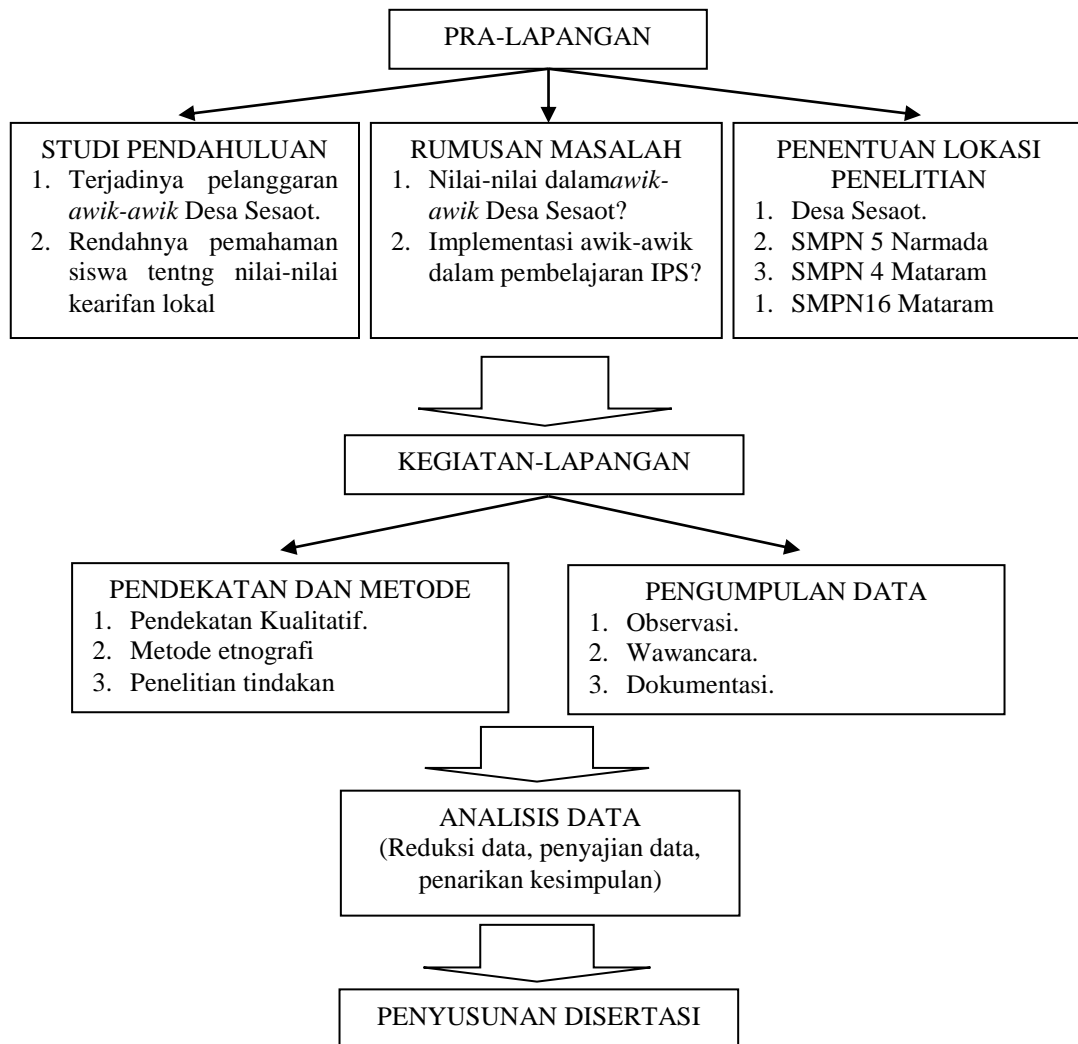 PRA-LAPANGAN
STUDI PENDAHULUAN
1. Terjadinya pelanggaran
awik-awik Desa Sesaot.
2. Rendahnya pemahaman
siswa tentng nilai-nilai
kearifan lokal
RUMUSAN MASALAH
1. Nilai-nilai dalamawik-
awik Desa Sesaot?
2. Implementasi awik-awik
dalam pembelajaran IPS?
PENENTUAN LOKASI
PENELITIAN
1. Desa Sesaot.
2. SMPN 5 Narmada
3. SMPN 4 Mataram
1. SMPN16 Mataram
KEGIATAN-LAPANGAN
PENDEKATAN DAN METODE
1. Pendekatan Kualitatif.
2. Metode etnografi
3. Penelitian tindakan
PENGUMPULAN DATA
1. Observasi.
2. Wawancara.
3. Dokumentasi.
ANALISIS DATA
(Reduksi data, penyajian data,
penarikan kesimpulan)
PENYUSUNAN DISERTASI